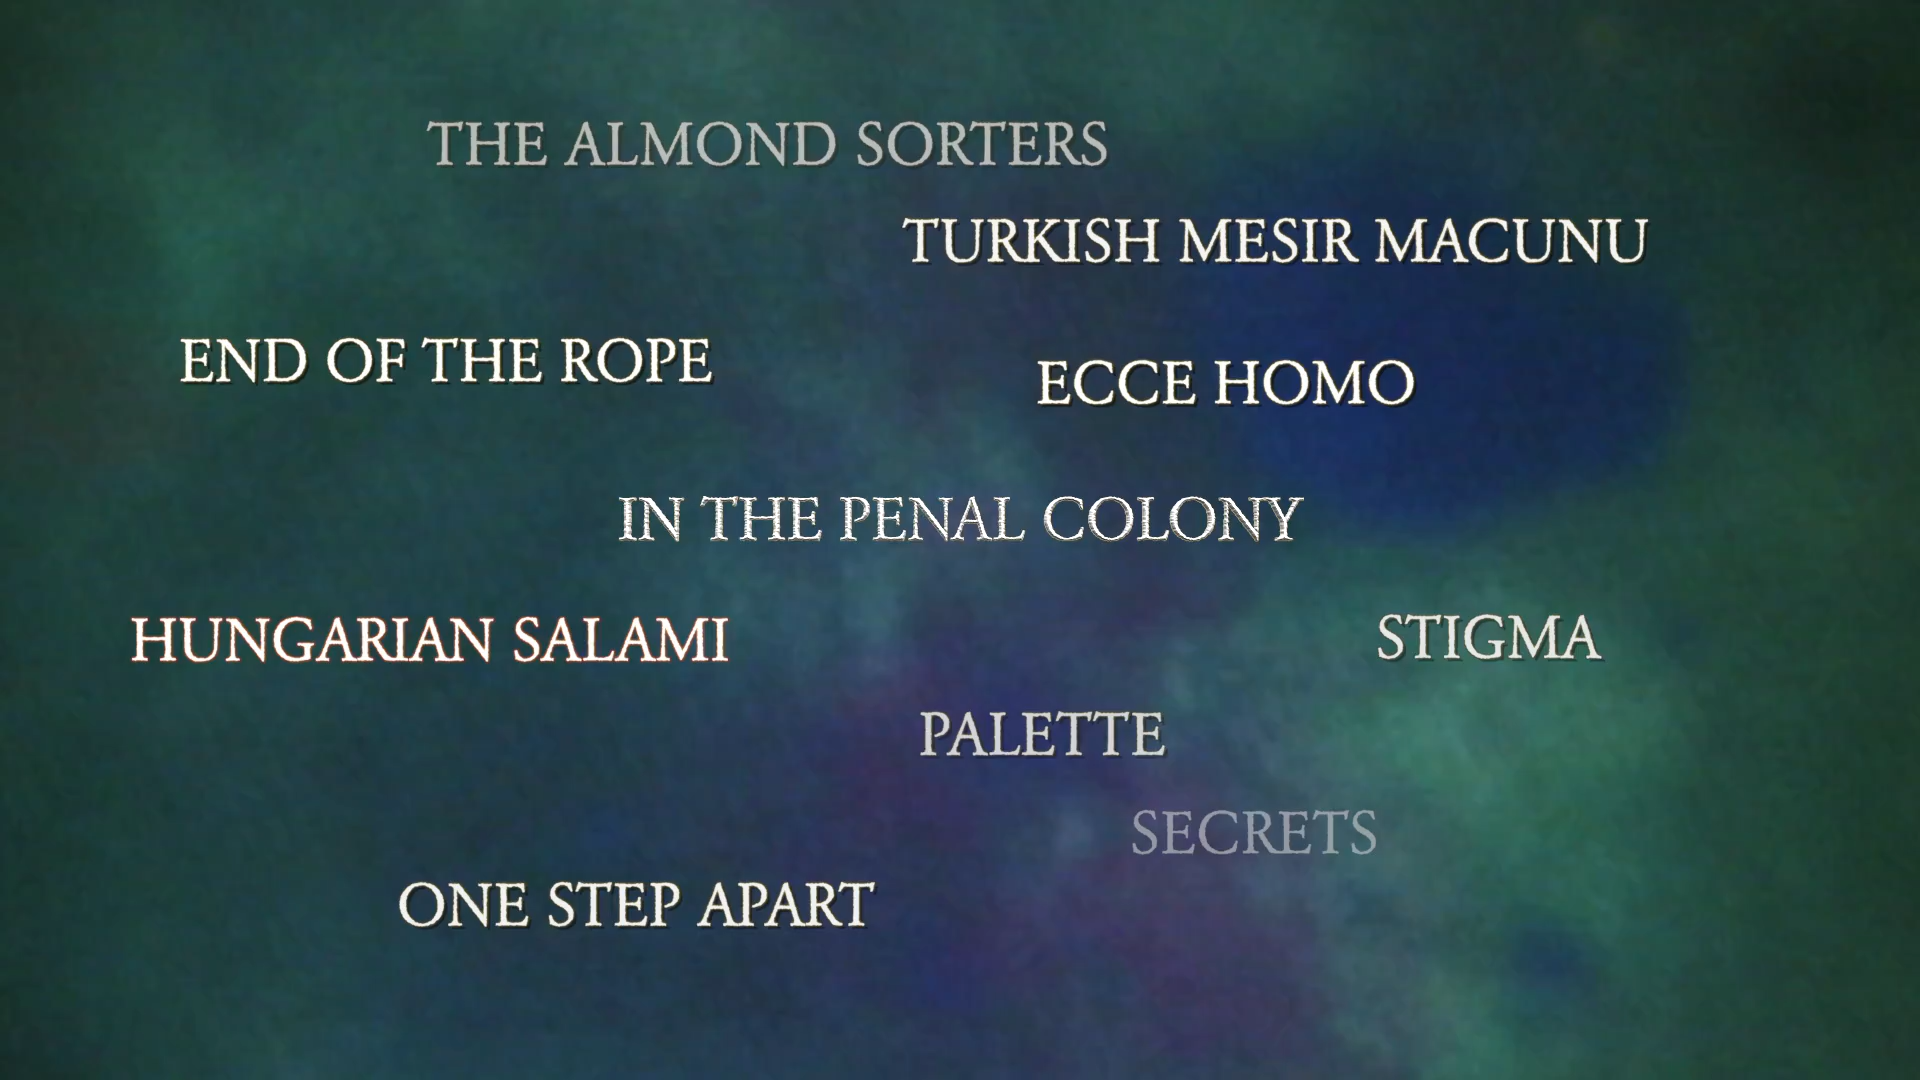 THE ALMOND SORTERS
TURKISH MESIR MACUNU
END OF THE ROPE
ECCE HOMO
IN THE PENAL COLONY
HUNGARIAN SALAMI
STIGMA
PALETTE
SECRETS
ONE STEP APART